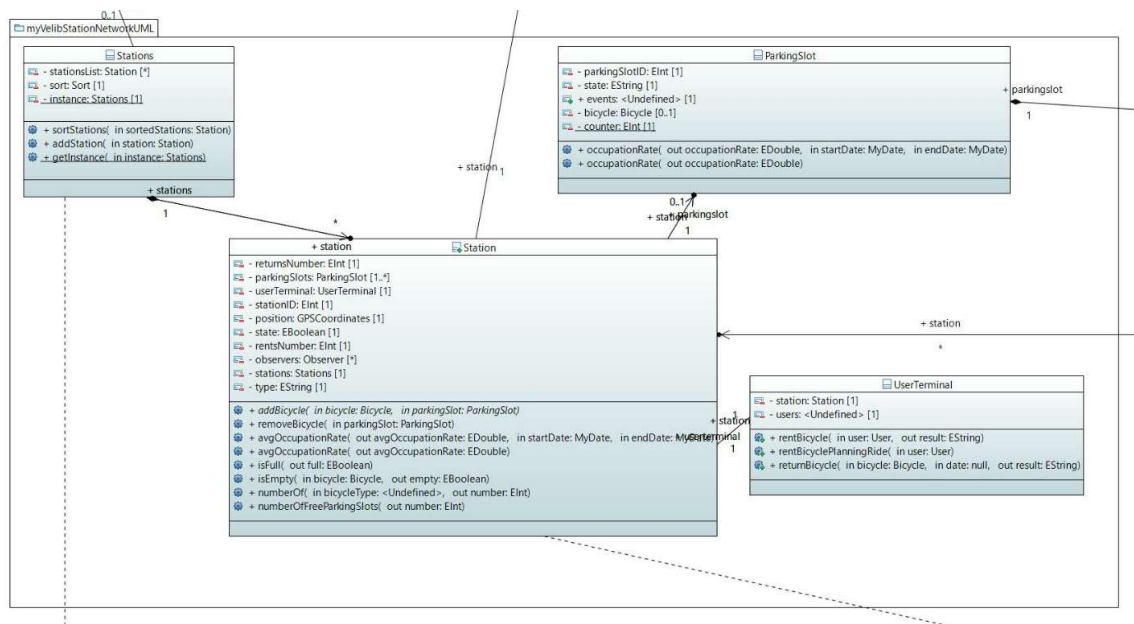 0..1
myVelibStationNetworkUML
Stations
- stationsList: Station [*]
- sort: Sort [1]
- instance: Stations [1]
+ sortStations( in sortedStations: Station)
+ addStation( in station: Station)
+ getInstance( in instance: Stations)
+ stations
1
*
+ station
ParkingSlot
- parkingSlotID: EInt [1]
- state: EString [1]
+ events: <Undefined> [1]
- bicycle: Bicycle [0..1]
- counter: EInt [1]
+ occupationRate( out occupationRate: EDouble, in startDate: MyDate, in endDate: MyDate)
+ occupationRate( out occupationRate: EDouble)
+ parkingslot
1
+ station
1
0..1
+ station
+ parkingslot
1
Station
- returnsNumber: EInt [1]
- parkingSlots: ParkingSlot [1..*]
- userTerminal: UserTerminal [1]
- stationID: EInt [1]
- position: GPSCoordinates [1]
- state: EBoolean [1]
- rentsNumber: EInt [1]
- observers: Observer [*]
- stations: Stations [1]
- type: EString [1]
+ addBicycle( in bicycle: Bicycle, in parkingSlot: ParkingSlot)
+ removeBicycle( in parkingSlot: ParkingSlot)
+ avgOccupationRate( out avgOccupationRate: EDouble, in startDate: MyDate, in endDate: MyDate)
+ avgOccupationRate( out avgOccupationRate: EDouble)
+ isFull( out full: EBoolean)
+ isEmpty( in bicycle: Bicycle, out empty: EBoolean)
+ numberOf( in bicycleType: <Undefined>, out number: EInt)
+ numberOfFreeParkingSlots( out number: EInt)
+ station
*
+ station
1
+ userterminal
1
UserTerminal
- station: Station [1]
- users: <Undefined> [1]
+ rentBicycle( in user: User, out result: EString)
+ rentBicyclePlanningRide( in user: User)
+ returnBicycle( in bicycle: Bicycle, in date: null, out result: EString)